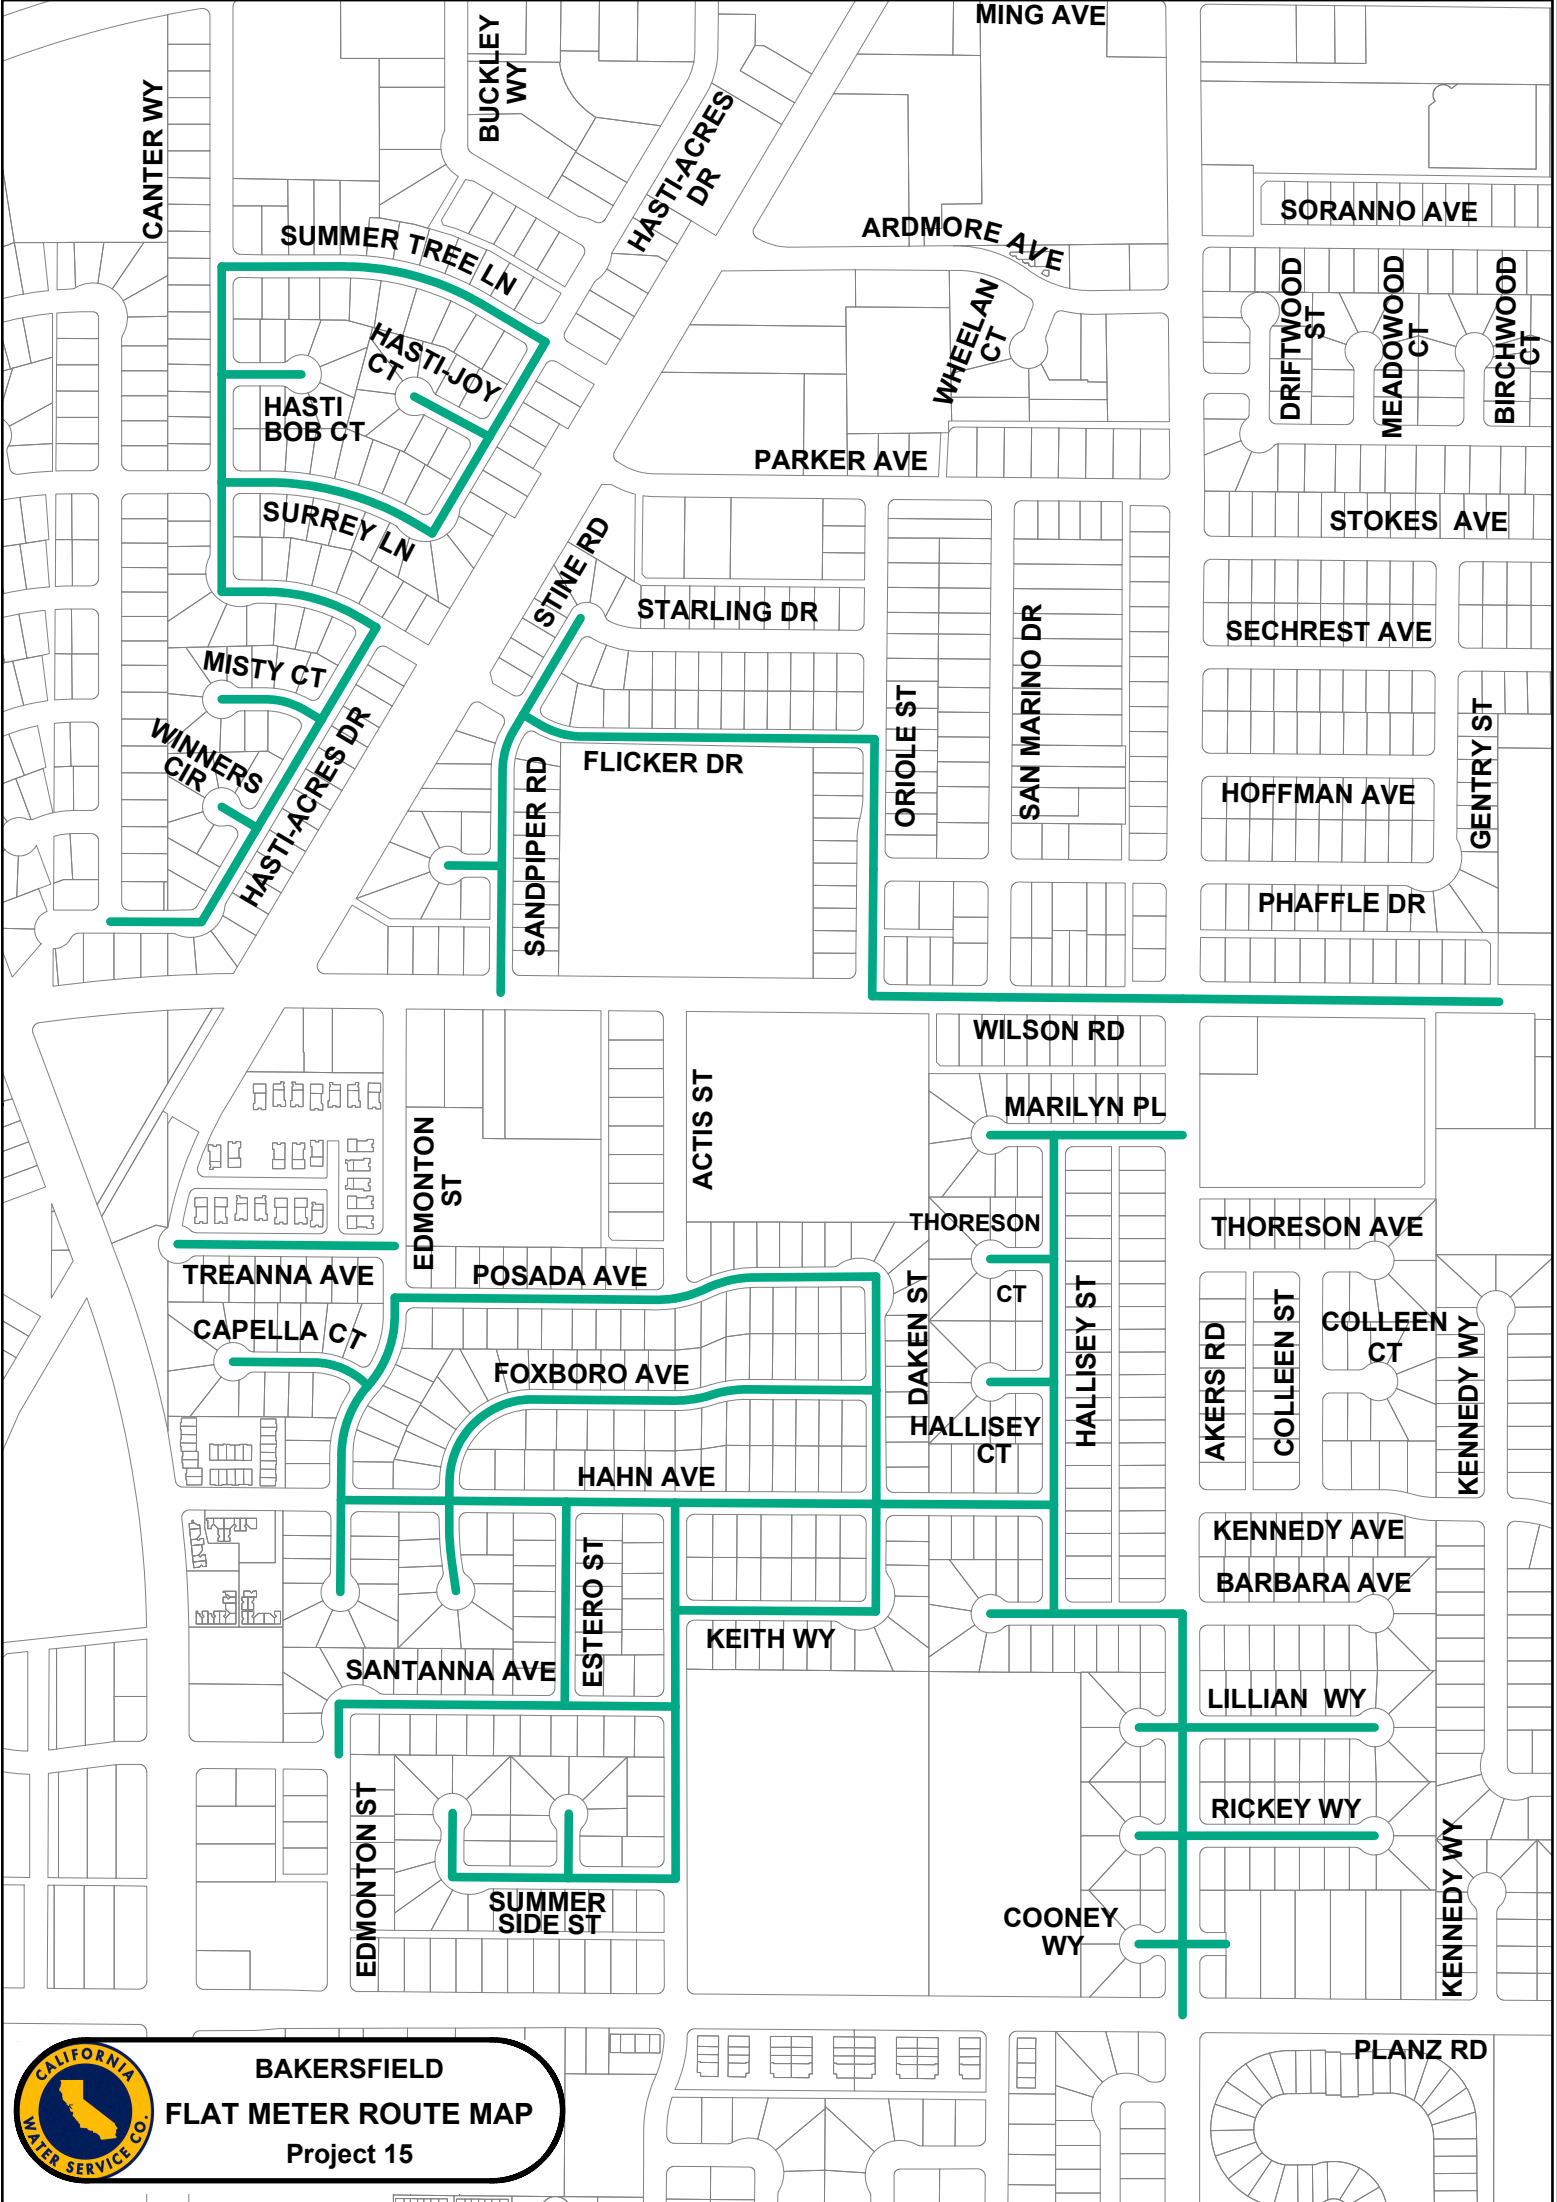 MING AVE
BUCKLEY
WY
CANTER WY
HASTI-ACRES
DR
SORANNO AVE
ARDMORE AVE
SUMMER TREE LN
WHEELAN
CT
DRIFTWOOD
ST
MEADOWOOD
CT
BIRCHWOOD
CT
HASTI-JOY
CT
HASTI
BOB CT
PARKER AVE
SURREY LN
STOKES AVE
STINE RD
STARLING DR
SAN MARINO DR
SECHREST AVE
MISTY CT
ORIOLE ST
GENTRY ST
WINNERS
CIR
HASTI-ACRES DR
FLICKER DR
SANDPIPER RD
HOFFMAN AVE
PHAFFLE DR
WILSON RD
ACTIS ST
MARILYN PL
EDMONTON
ST
THORESON
CT
THORESON AVE
TREANNA AVE
POSADA AVE
DAKEN ST
HALLISEY ST
AKERS RD
COLLEEN ST
COLLEEN
CT
KENNEDY WY
CAPELLA CT
FOXBORO AVE
HALLISEY
CT
HAHN AVE
KENNEDY AVE
ESTERO ST
BARBARA AVE
KEITH WY
SANTANNA AVE
LILLIAN WY
EDMONTON ST
RICKEY WY
KENNEDY WY
SUMMER
SIDE ST
COONEY
WY
PLANZ RD
CALIFORNIA
WATER SERVICE CO.
BAKERSFIELD
FLAT METER ROUTE MAP
Project 15